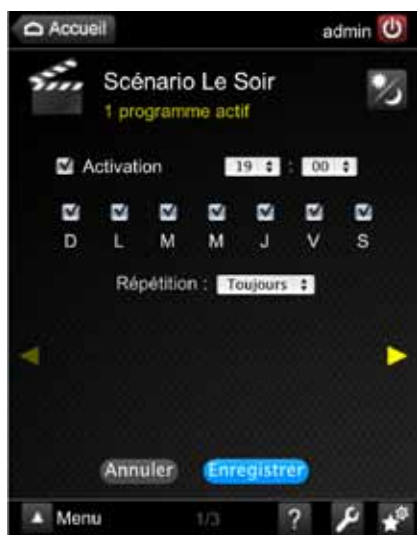 Accueil admin
Scénario Le Soir
1 programme actif
Activation 19 : 00
D L M M J V S
Répétition : Toujours
Annuler Enregistrer
Menu 1/3 ?